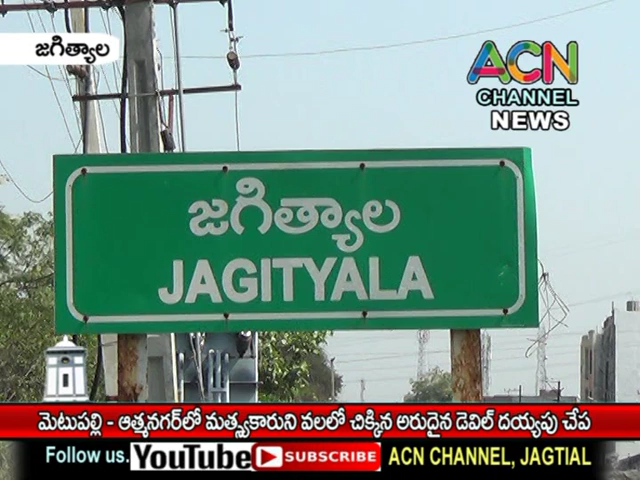 జగిత్యాల
ACN
CHANNEL
NEWS
జగిత్యాల
JAGITYALA
మెటుపల్లి - ఆత్మనగర్‌లో మత్స్యకారుని వలలో చిక్కిన అరుదైన డెవిల్ దయ్యపు చేప
Follow us. YouTube SUBSCRIBE ACN CHANNEL, JAGTIAL